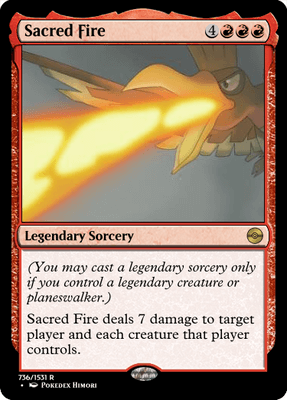 Sacred Fire 4
Legendary Sorcery
(You may cast a legendary sorcery only
if you control a legendary creature or
planeswalker.)
Sacred Fire deals 7 damage to target
player and each creature that player
controls.
736/1531 R
• Pokedex Himori